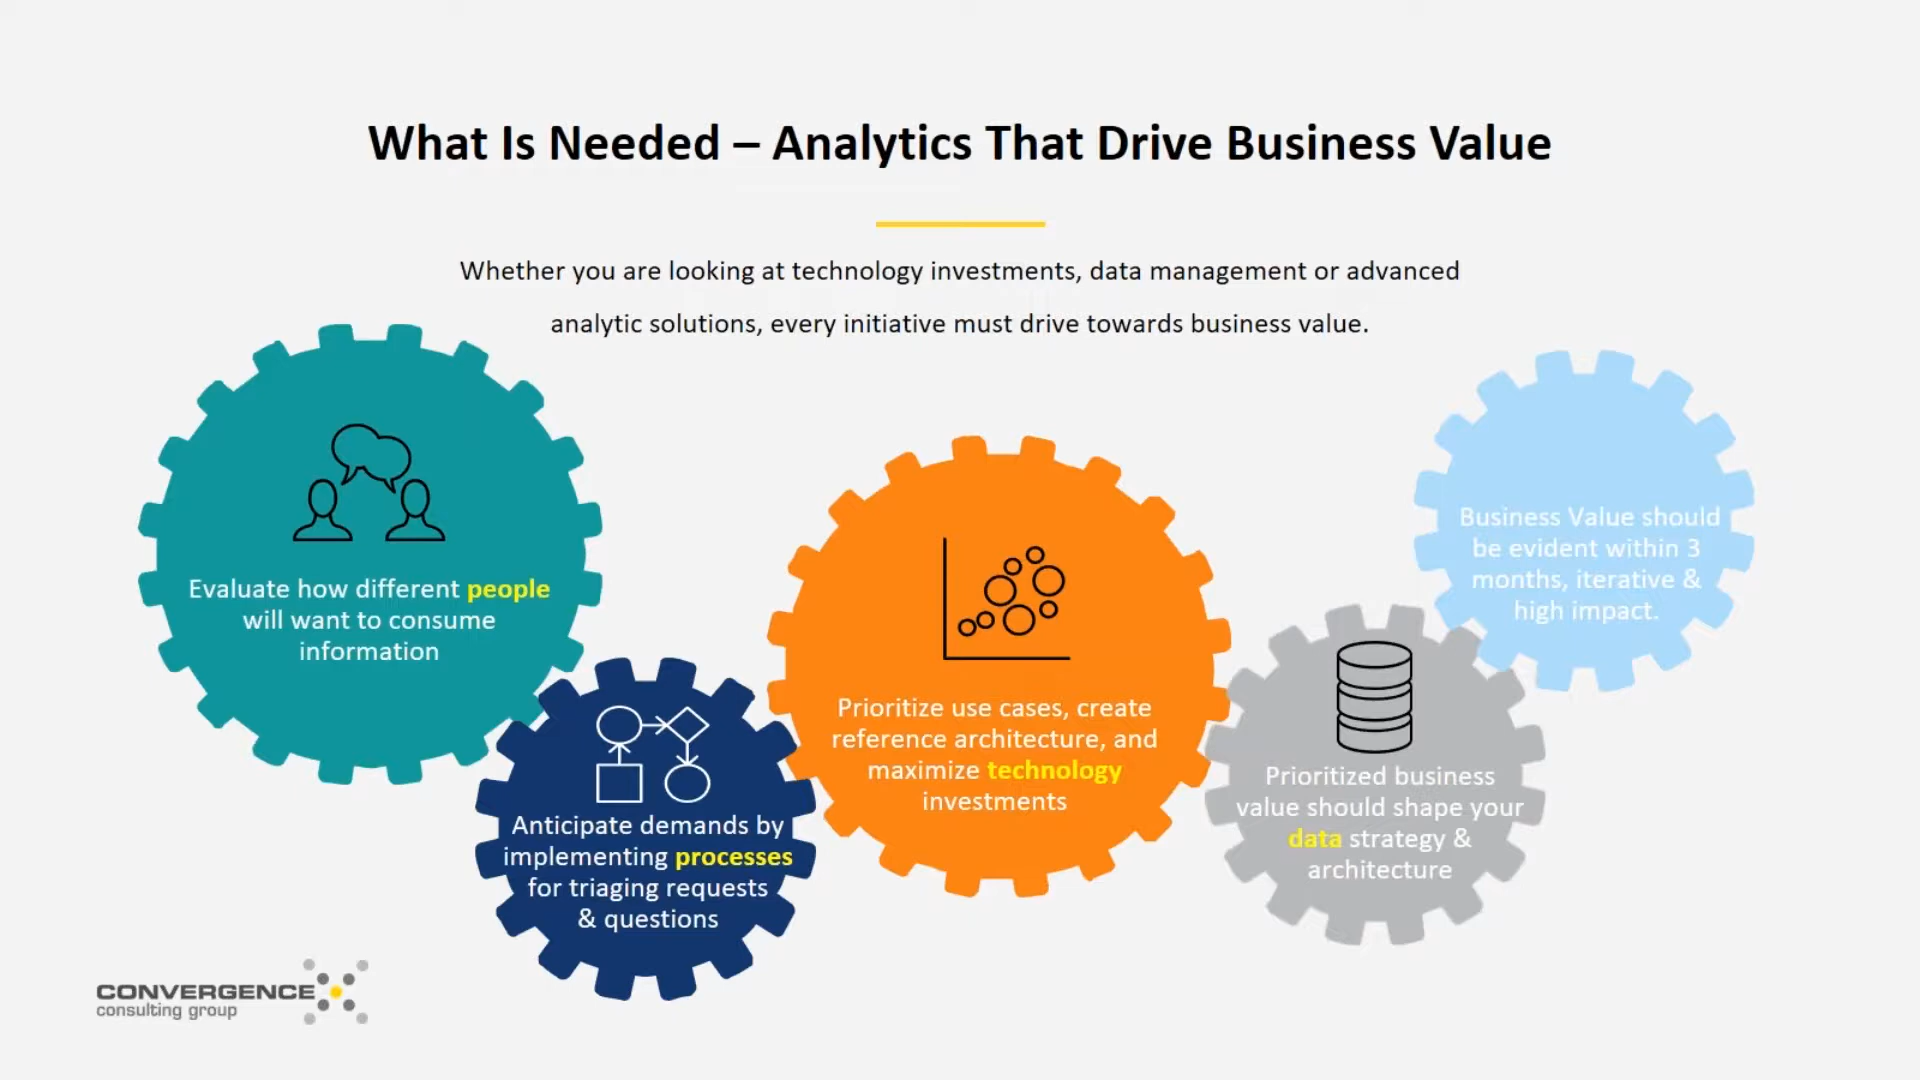 What Is Needed – Analytics That Drive Business Value
Whether you are looking at technology investments, data management or advanced
analytic solutions, every initiative must drive towards business value.
Evaluate how different people
will want to consume
information
Anticipate demands by
implementing processes
for triaging requests
& questions
Prioritize use cases, create
reference architecture, and
maximize technology
investments
Prioritized business
value should shape your
data strategy &
architecture
Business Value should
be evident within 3
months, iterative &
high impact.
CONVERGENCE
consulting group